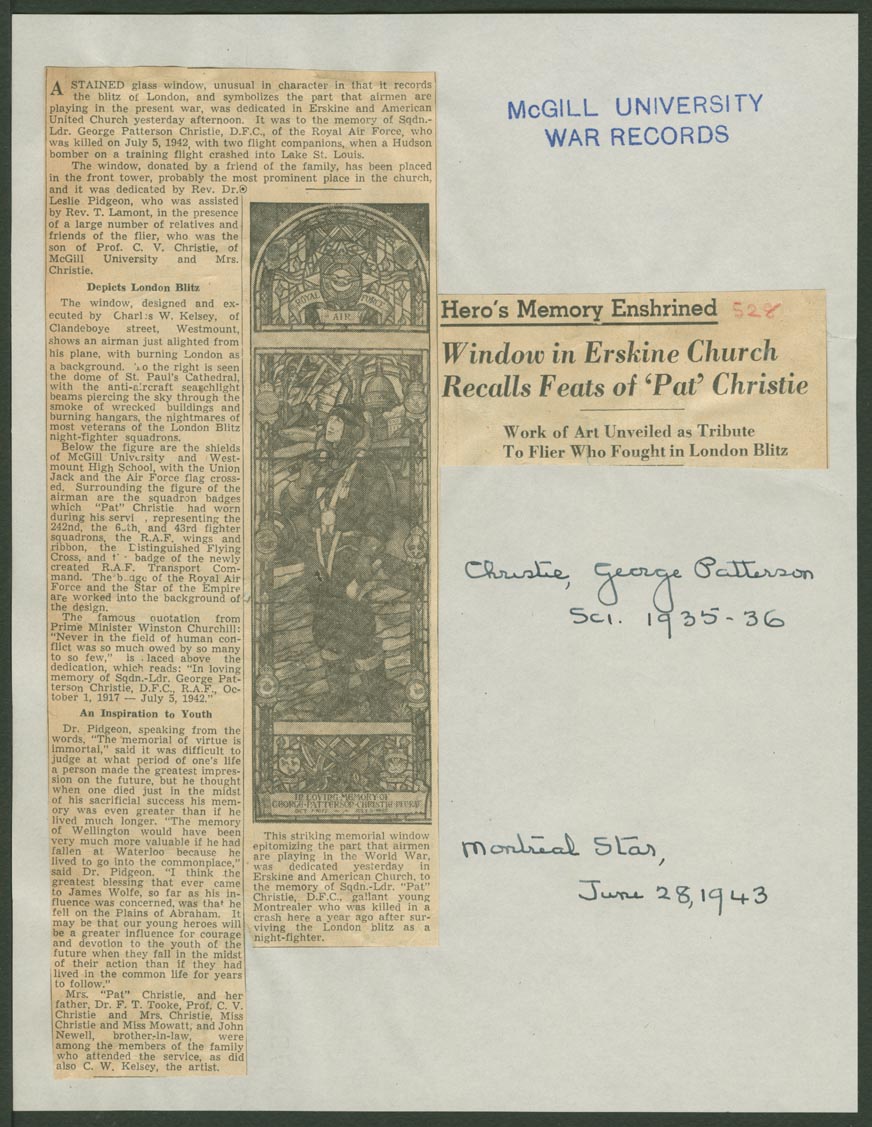 McGILL UNIVERSITY
WAR RECORDS
Hero's Memory Enshrined 528
Window in Erskine Church
Recalls Feats of 'Pat' Christie
Work of Art Unveiled as Tribute
To Flier Who Fought in London Blitz
A STAINED glass window, unusual in character in that it records
the blitz of London, and symbolizes the part that airmen are
playing in the present war, was dedicated in Erskine and American
United Church yesterday afternoon. It was to the memory of Sqdn.-
Ldr. George Patterson Christie, D.F.C., of the Royal Air Force, who
was killed on July 5, 1942, with two flight companions, when a Hudson
bomber on a training flight crashed into Lake St. Louis.
The window, donated by a friend of the family, has been placed
in the front tower, probably the most prominent place in the church,
and it was dedicated by Rev. Dr.
Leslie Pidgeon, who was assisted
by Rev. T. Lamont, in the presence
of a large number of relatives and
friends of the flier, who was the
son of Prof. C. V. Christie, of
McGill University and Mrs.
Christie.
Depicts London Blitz
The window, designed and ex-
ecuted by Charl:s W. Kelsey, of
Clandeboye street, Westmount,
shows an airman just alighted from
his plane, with burning London as
a background. to the right is seen
the dome of St. Paul's Cathedral,
with the anti-aircraft searchlight
beams piercing the sky through the
smoke of wrecked buildings and
burning hangars, the nightmares of
most veterans of the London Blitz
night-fighter squadrons.
Below the figure are the shields
of McGill University and West-
mount High School, with the Union
Jack and the Air Force flag cross-
ed. Surrounding the figure of the
airman are the squadron badges
which "Pat" Christie had worn
during his servi , representing the
242nd, the and 43rd fighter
squadrons, the R.A.F. wings and
ribbon, the Distinguished Flying
Cross, and badge of the newly
created R.A.F. Transport Com-
mand. The badge of the Royal Air
Force and the Star of the Empire
are worked into the background of
the design.
The famous quotation from
Prime Minister Winston Churchill:
"Never in the field of human con-
flict was so much owed by so many
to so few," is laced above the
dedication, which reads: "In loving
memory of Sqdn.-Ldr. George Pat-
terson Christie, D.F.C., R.A.F., Oc-
tober 1, 1917 — July 5, 1942."
An Inspiration to Youth
Dr. Pidgeon, speaking from the
words, "The memorial of virtue is
immortal," said it was difficult to
judge at what period of one's life
a person made the greatest impres-
sion on the future, but he thought
when one died just in the midst
of his sacrificial success his mem-
ory was even greater than if he
lived much longer. "The memory
of Wellington would have been
very much more valuable if he had
fallen at Waterloo because he
lived to go into the commonplace,"
said Dr. Pidgeon. "I think the
greatest blessing that ever came
to James Wolfe, so far as his in-
fluence was concerned, was that he
fell on the Plains of Abraham. It
may be that our young heroes will
be a greater influence for courage
and devotion to the youth of the
future when they fall in the midst
of their action than if they had
lived in the common life for years
to follow."
Mrs. "Pat" Christie, and her
father, Dr. F. T. Tooke, Prof. C. V.
Christie and Mrs. Christie, Miss
Christie and Miss Mowatt, and John
Newell, brother-in-law, were
among the members of the family
who attended the service, as did
also C. W. Kelsey, the artist.
ROYAL FORCE
AIR
IN LOVING MEMORY OF
GEORGE PATTERSON CHRISTIE
This striking memorial window
epitomizing the part that airmen
are playing in the World War,
was dedicated yesterday in
Erskine and American Church, to
the memory of Sqdn.-Ldr. "Pat"
Christie, D.F.C., gallant young
Montrealer who was killed in a
crash here a year ago after sur-
viving the London blitz as a
night-fighter.
Christie, George Patterson
Sci. 1935-36
Montreal Star,
June 28, 1943